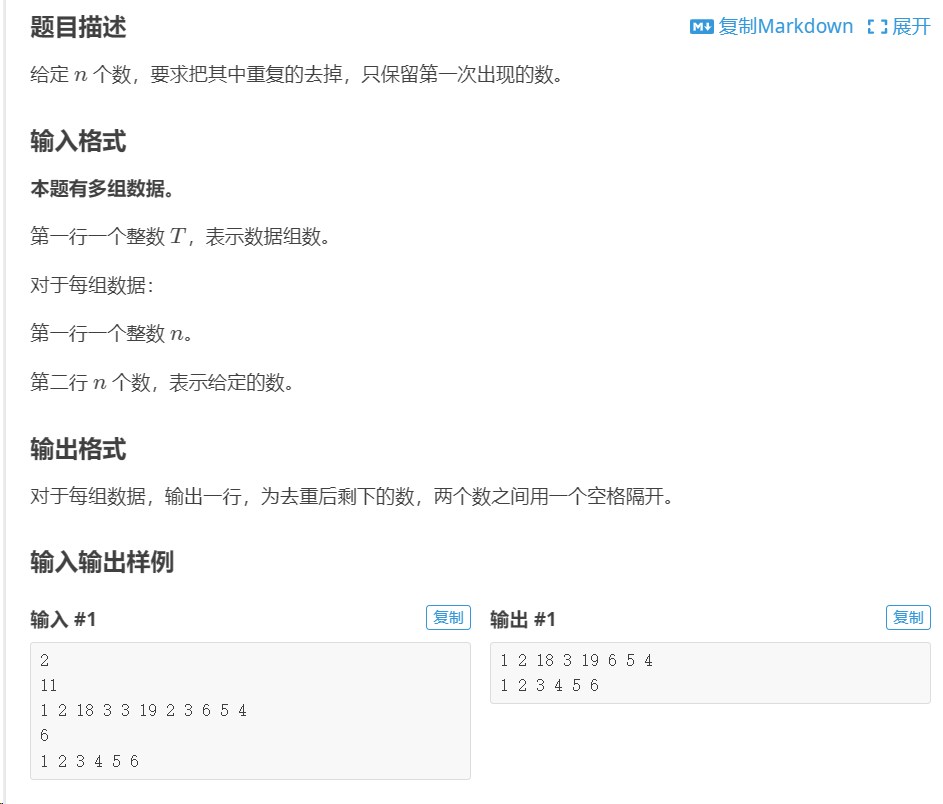 题目描述
复制Markdown 展开
给定 n 个数，要求把其中重复的去掉，只保留第一次出现的数。
输入格式
本题有多组数据。
第一行一个整数 T，表示数据组数。
对于每组数据：
第一行一个整数 n。
第二行 n 个数，表示给定的数。
输出格式
对于每组数据，输出一行，为去重后剩下的数，两个数之间用一个空格隔开。
输入输出样例
输入 #1
复制
2
11
1 2 18 3 3 19 2 3 6 5 4
6
1 2 3 4 5 6
输出 #1
复制
1 2 18 3 19 6 5 4
1 2 3 4 5 6